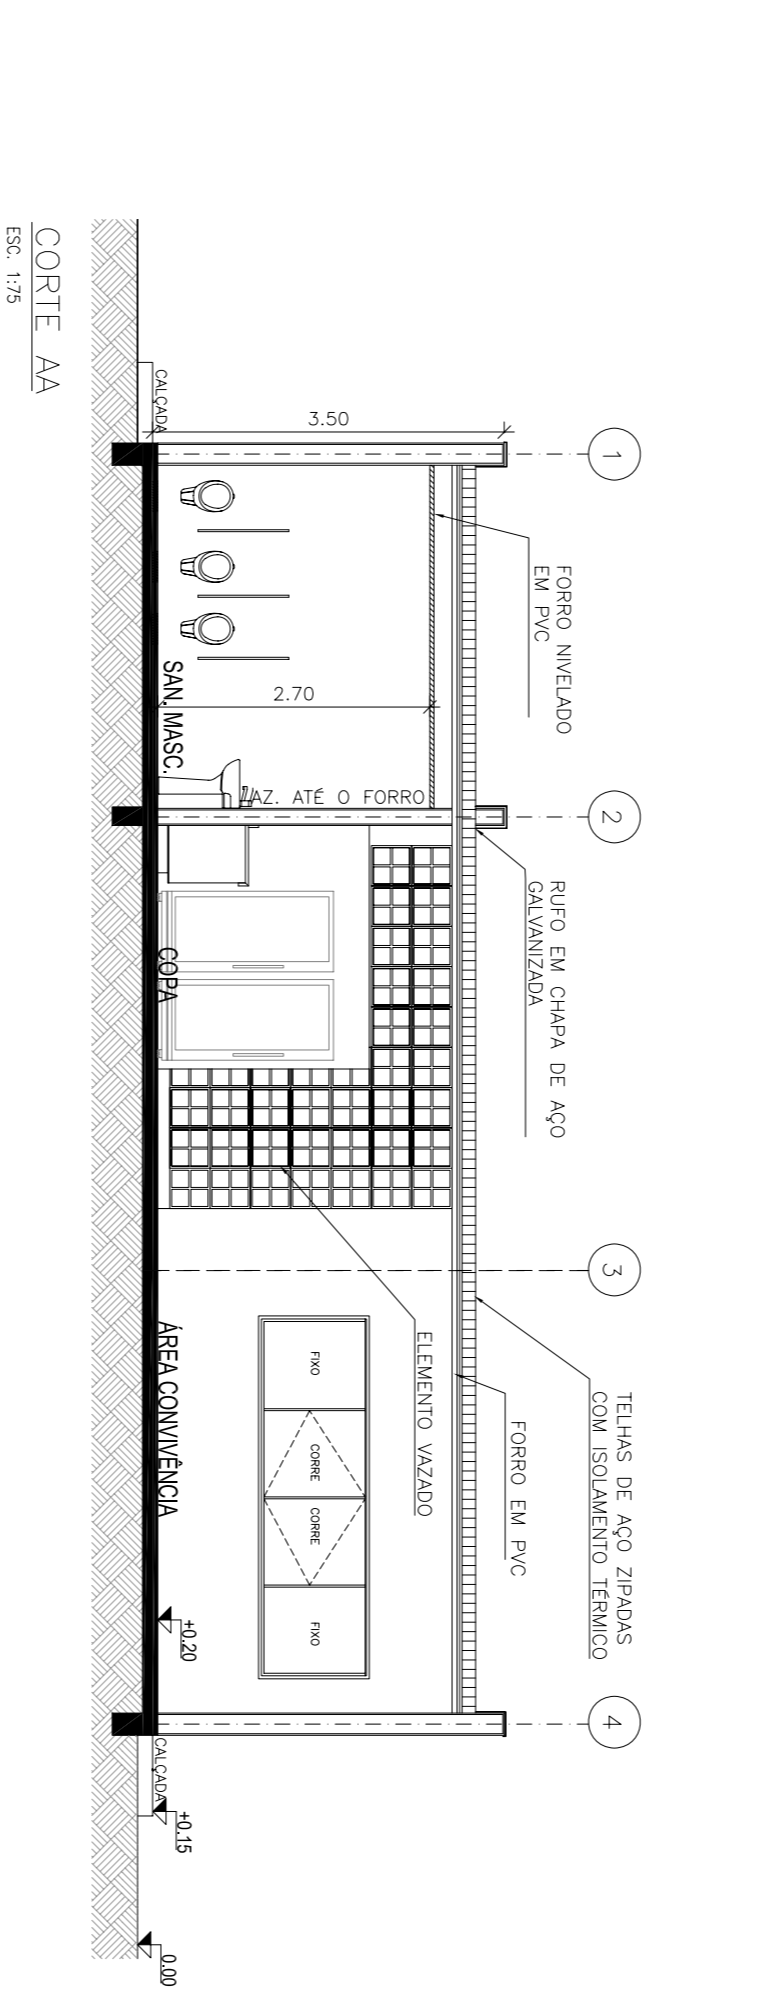 1
2
3
4
TELHAS DE AÇO ZIPADAS
COM ISOLAMENTO TÉRMICO
FORRO NIVELADO
EM PVC
RUFO EM CHAPA DE AÇO
GALVANIZADA
FORRO EM PVC
ELEMENTO VAZADO
3.50
2.70
AZ. ATÉ O FORRO
FIXO
CORRE
CORRE
FIXO
SAN. MASC.
COPA
ÁREA CONVIVÊNCIA
+0.20
CALÇADA
CALÇADA
+0.15
0.00
CORTE AA
ESC. 1:75